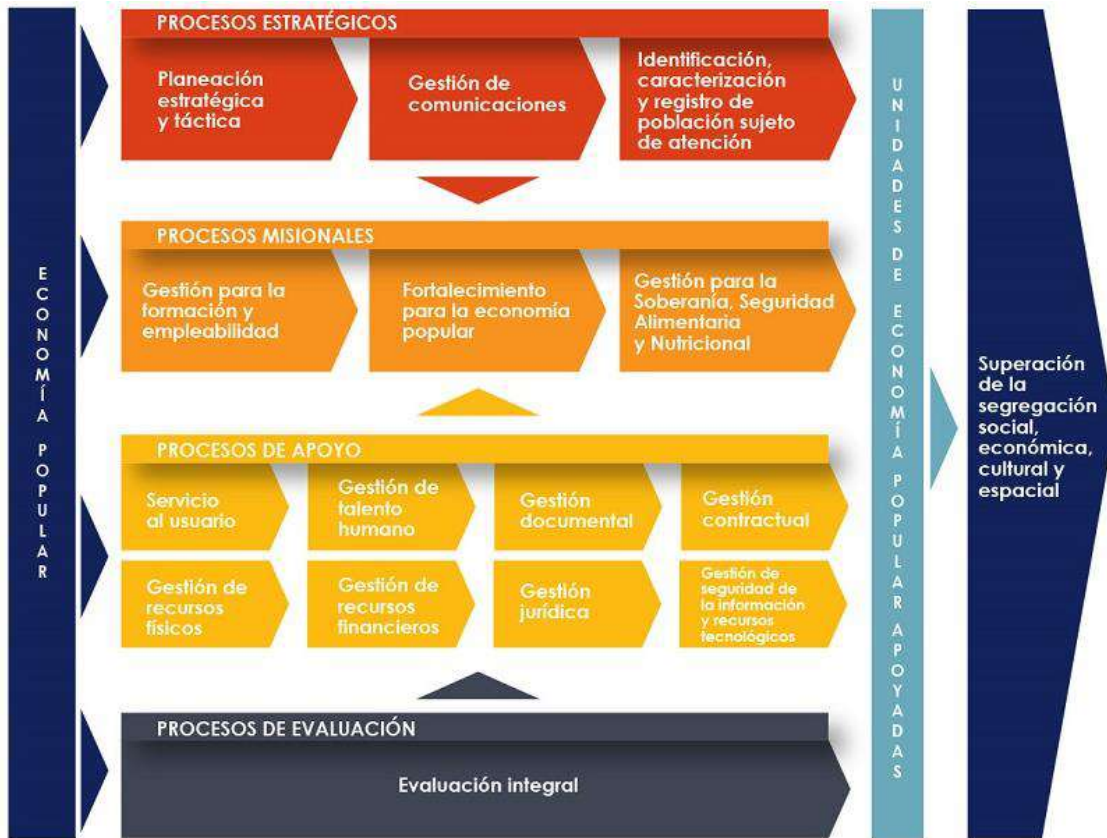 ECONOMÍA POPULAR
PROCESOS ESTRATÉGICOS
Planeación
estratégica
y táctica
Gestión de
comunicaciones
Identificación,
caracterización
y registro de
población sujeto
de atención
PROCESOS MISIONALES
Gestión para la
formación y
empleabilidad
Fortalecimiento
para la economía
popular
Gestión para la
Soberanía, Seguridad
Alimentaria
y Nutricional
PROCESOS DE APOYO
Servicio
al usuario
Gestión de
talento
humano
Gestión
documental
Gestión
contractual
Gestión de
recursos
físicos
Gestión de
recursos
financieros
Gestión
jurídica
Gestión de
seguridad de
la información
y recursos
tecnológicos
PROCESOS DE EVALUACIÓN
Evaluación integral
UNIDADES DE ECONOMÍA POPULAR APOYADAS
Superación
de la
segregación
social,
económica,
cultural y
espacial